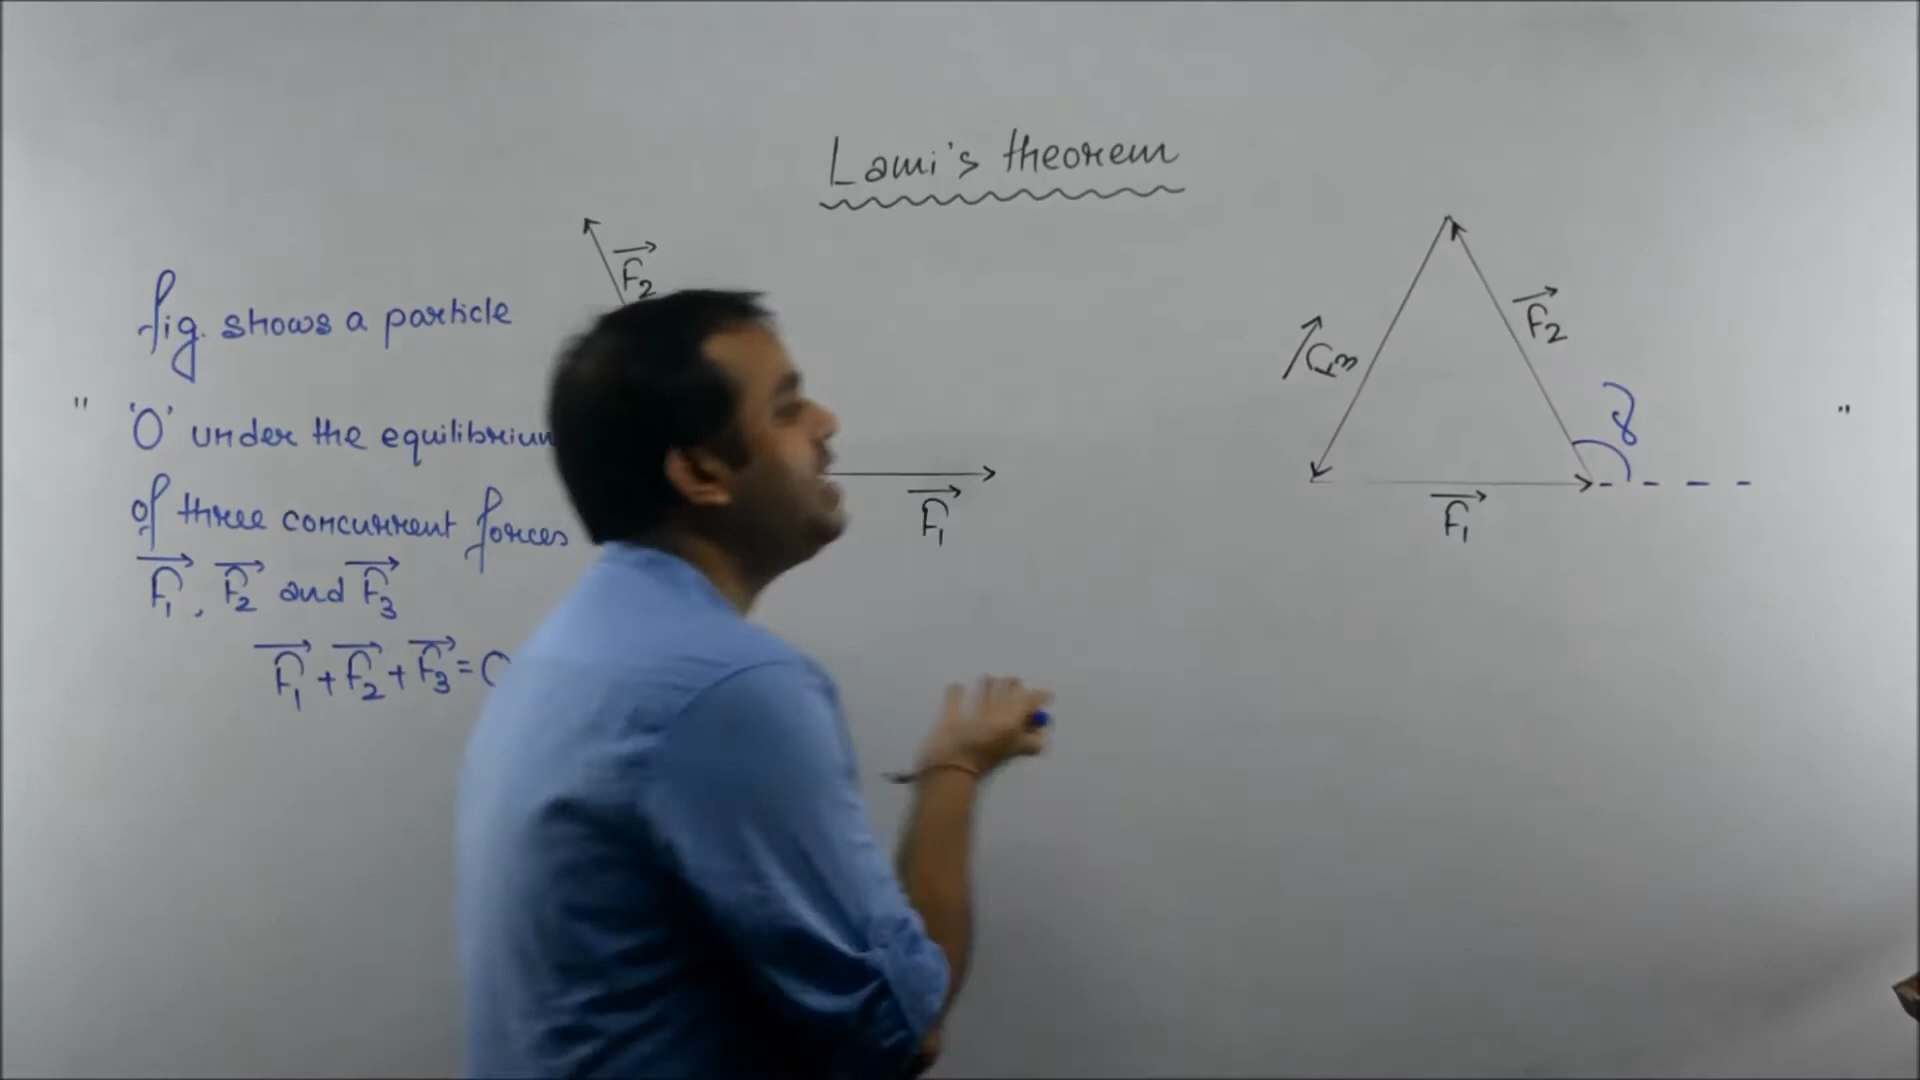 Lami's theorem
fig. shows a particle
"'O' under the equilibrium
of three concurrent forces
F₁, F₂ and F₃
F₁ + F₂ + F₃ = 0
F₂
F₁
F₃
F₂
F₁
γ
"